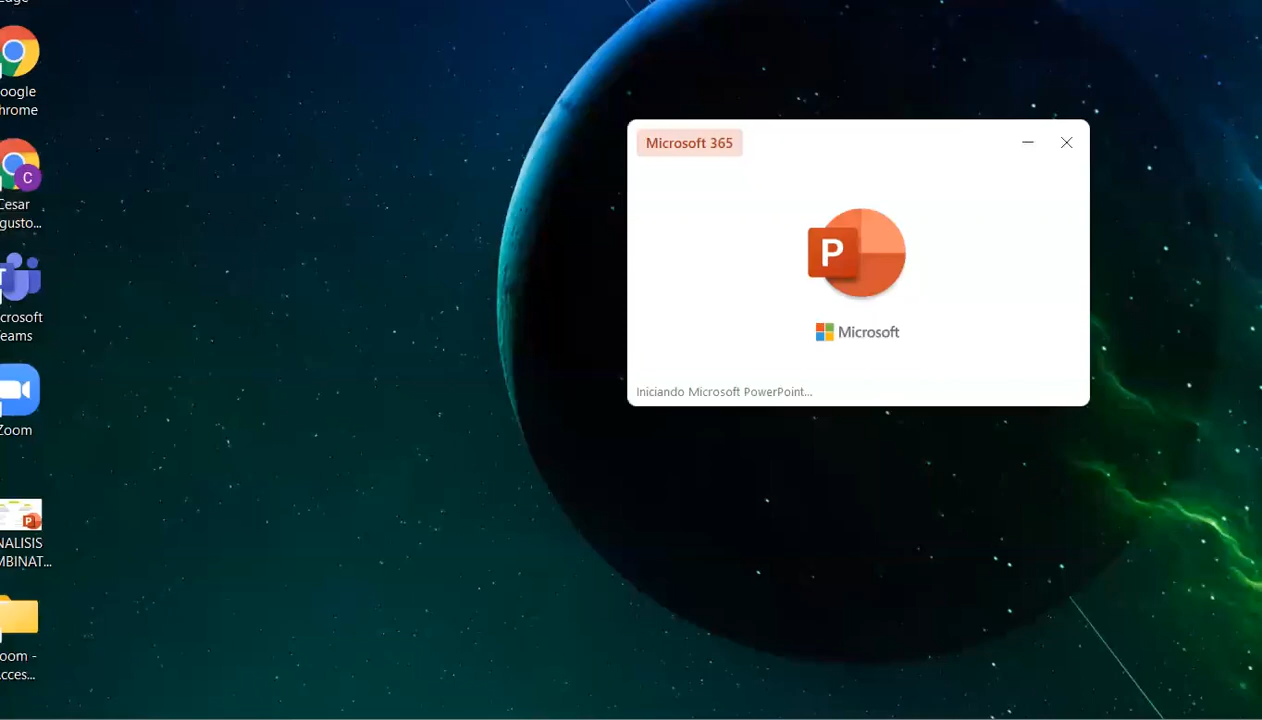 oogle
hrome
C
Cesar
gusto...
crosoft
eams
Zoom
P
NALISIS
MBINAT...
oom -
cces...
Microsoft 365
P
Microsoft
Iniciando Microsoft PowerPoint...